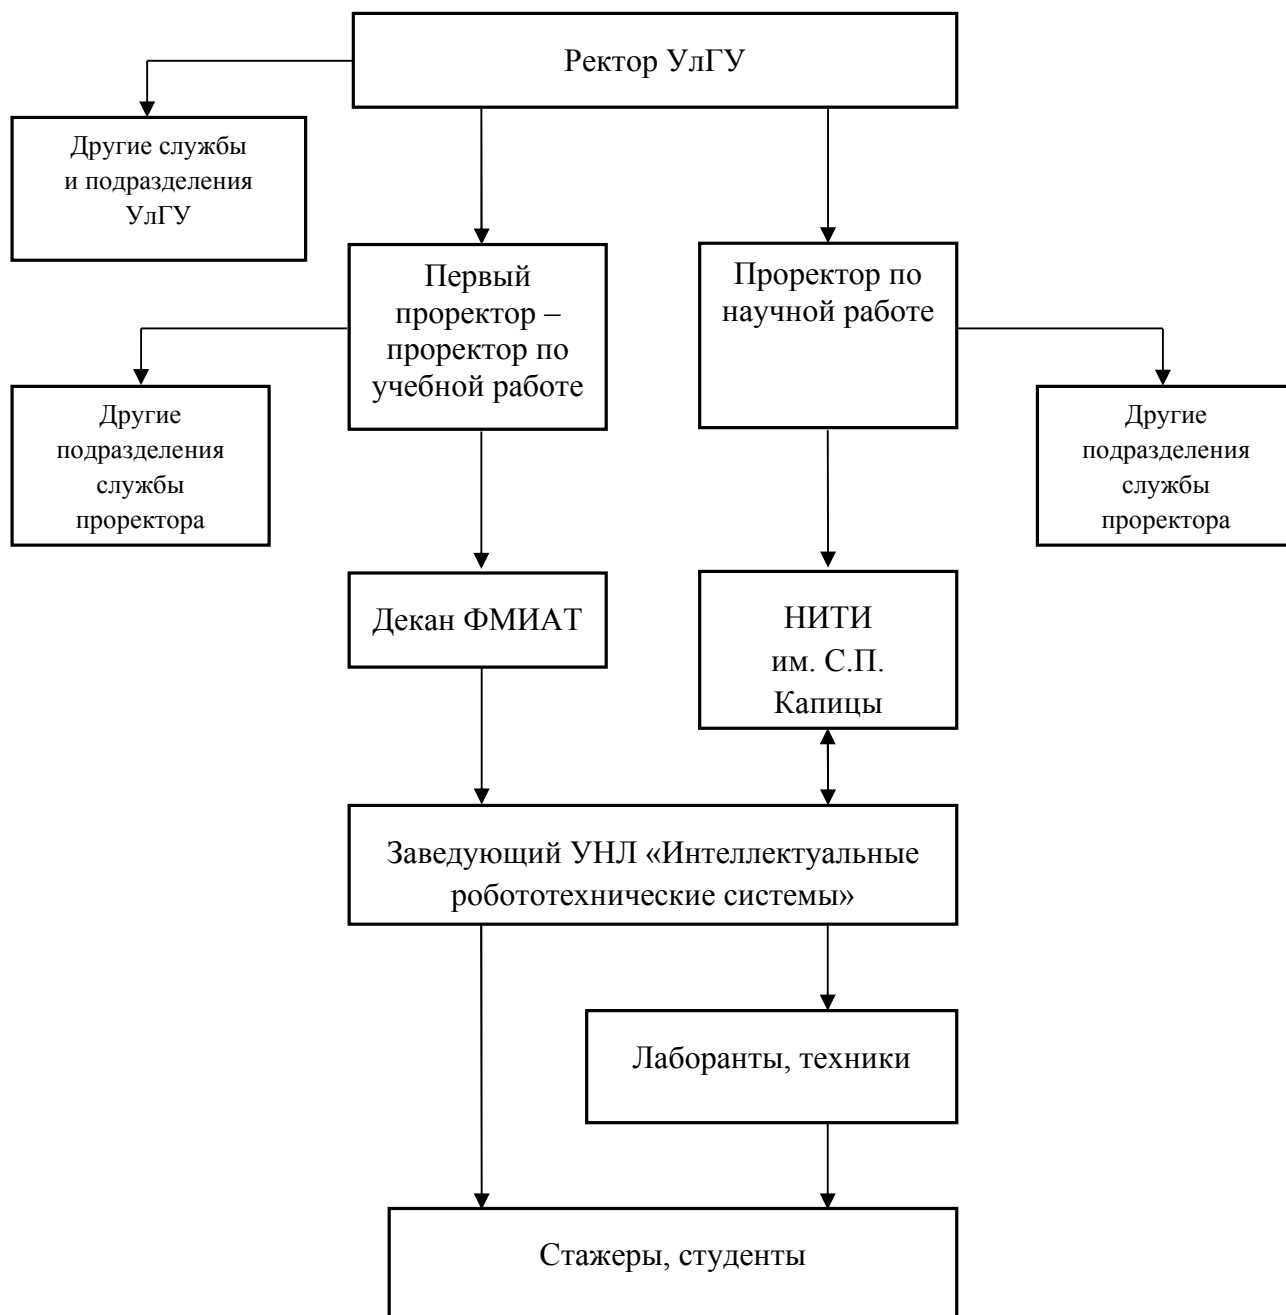 Ректор УлГУ
Другие службы
и подразделения
УлГУ
Первый
проректор –
проректор по
учебной работе
Проректор по
научной работе
Другие
подразделения
службы
проректора
Другие
подразделения
службы
проректора
Декан ФМИАТ
НИТИ
им. С.П.
Капицы
Заведующий УНЛ «Интеллектуальные
робототехнические системы»
Лаборанты, техники
Стажеры, студенты